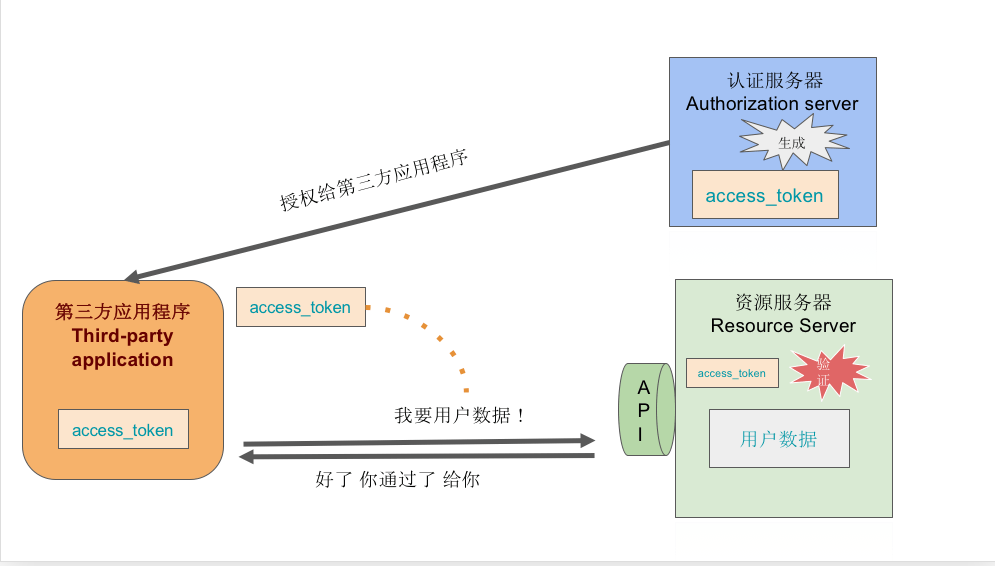 认证服务器
Authorization server
生成
access_token
授权给第三方应用程序
第三方应用程序
Third-party
application
access_token
access_token
我要用户数据！
好了 你通过了 给你
A
P
I
资源服务器
Resource Server
access_token
验
证
用户数据